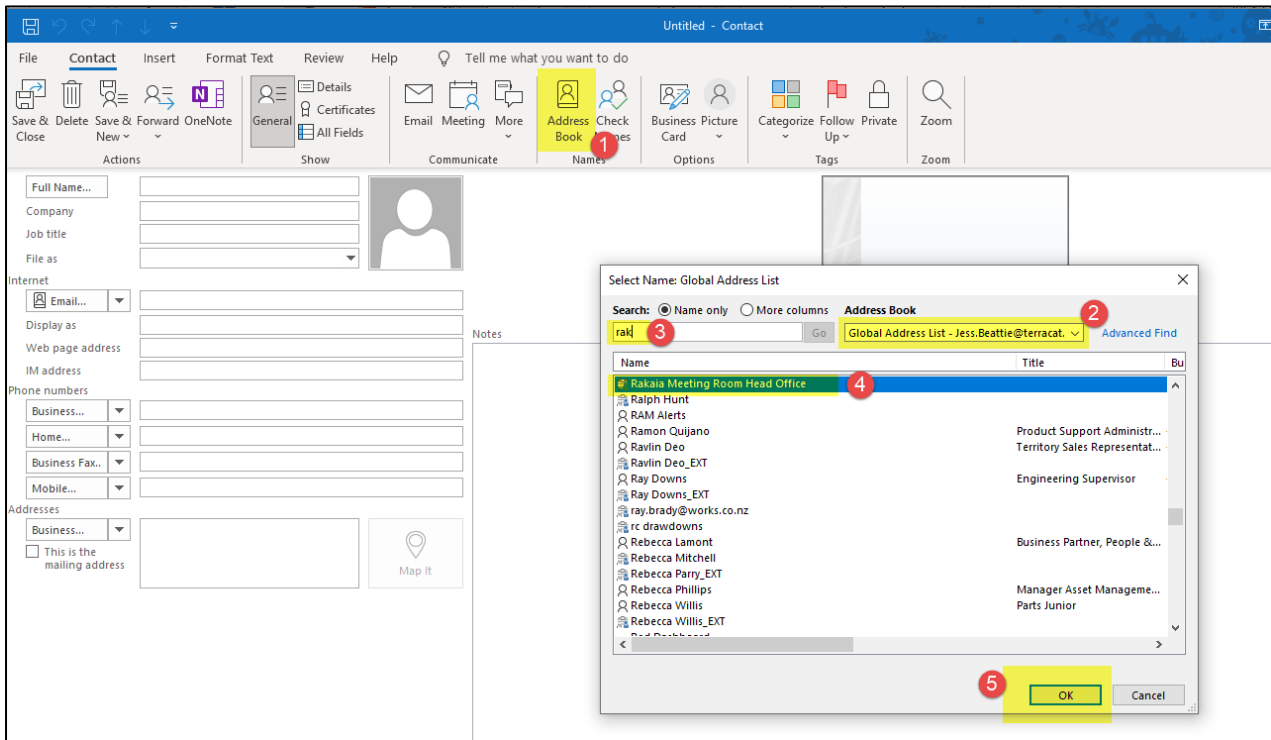 Untitled - Contact
File Contact Insert Format Text Review Help Tell me what you want to do
Save & Close
Delete
Save & New
Forward
OneNote
Actions
General
Details
Certificates
All Fields
Show
Email
Meeting
More
Communicate
Address Book
Check
1
Names
Business Card
Picture
Options
Categorize
Follow Up
Private
Tags
Zoom
Zoom
Full Name...
Company
Job title
File as
Internet
Email...
Display as
Web page address
IM address
Phone numbers
Business...
Home...
Business Fax..
Mobile...
Addresses
Business...
This is the
mailing address
Map It
Notes
Select Name: Global Address List
Search: Name only More columns Address Book
2
rak
3
Go
Global Address List - Jess.Beattie@terracat.
Advanced Find
Name Title Bu
Rakaia Meeting Room Head Office
4
Ralph Hunt
RAM Alerts
Ramon Quijano Product Support Administr...
Ravlin Deo Territory Sales Representat...
Ravlin Deo_EXT
Ray Downs Engineering Supervisor
Ray Downs_EXT
ray.brady@works.co.nz
rc drawdowns
Rebecca Lamont Business Partner, People &...
Rebecca Mitchell
Rebecca Parry_EXT
Rebecca Phillips Manager Asset Manageme...
Rebecca Willis Parts Junior
Rebecca Willis_EXT
5
OK Cancel